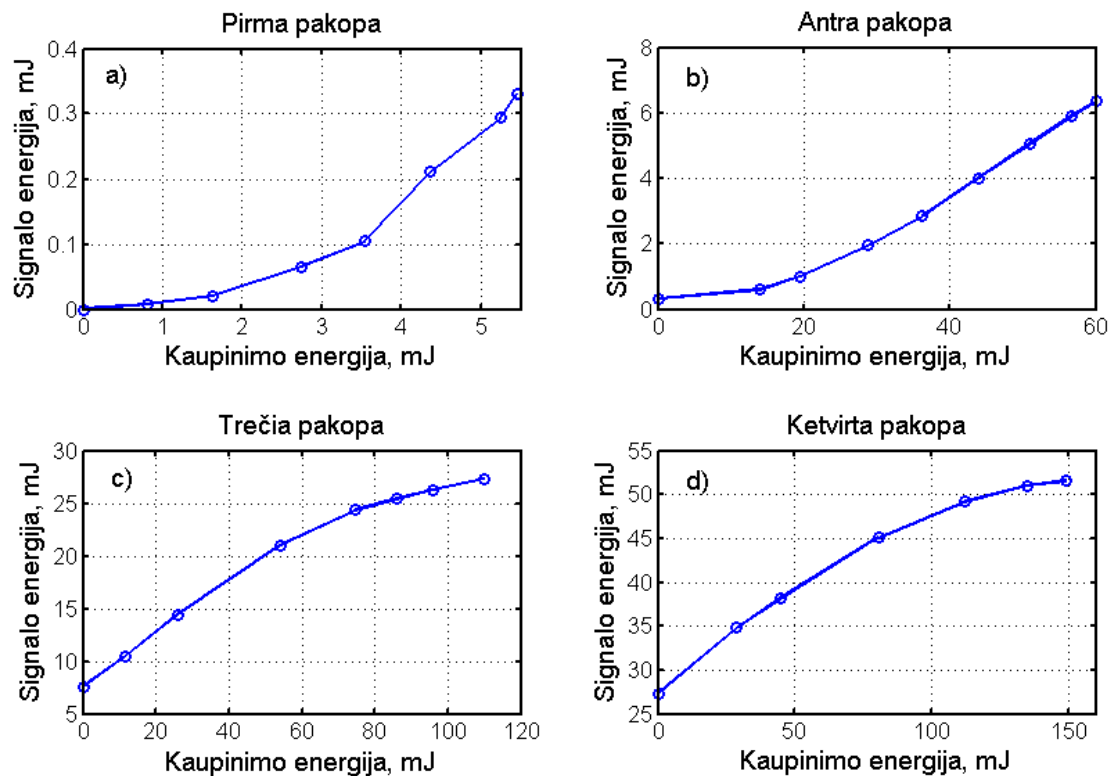 Pirma pakopa
a)
Signalo energija, mJ
0.4
0.3
0.2
0.1
0
0 1 2 3 4 5
Kaupinimo energija, mJ
Antra pakopa
b)
Signalo energija, mJ
8
6
4
2
0
0 20 40 60
Kaupinimo energija, mJ
Trečia pakopa
c)
Signalo energija, mJ
30
25
20
15
10
5
0 20 40 60 80 100 120
Kaupinimo energija, mJ
Ketvirta pakopa
d)
Signalo energija, mJ
55
50
45
40
35
30
25
0 50 100 150
Kaupinimo energija, mJ